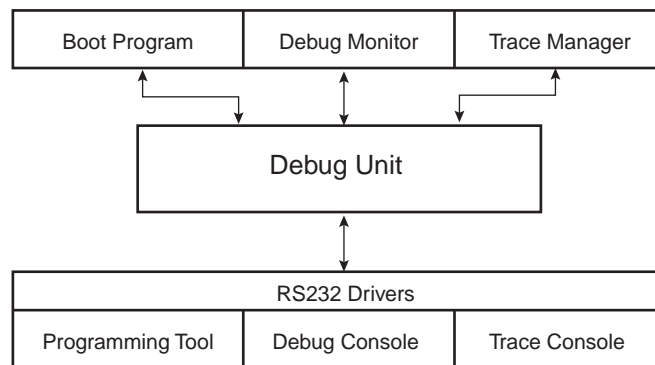 Boot Program
Debug Monitor
Trace Manager
Debug Unit
RS232 Drivers
Programming Tool
Debug Console
Trace Console